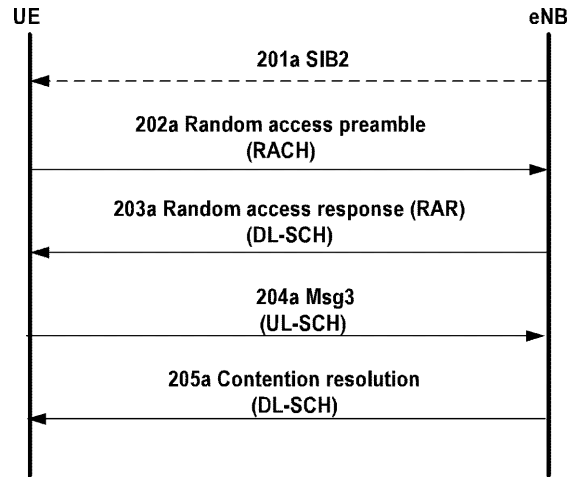 UE
eNB
201a SIB2
202a Random access preamble
(RACH)
203a Random access response (RAR)
(DL-SCH)
204a Msg3
(UL-SCH)
205a Contention resolution
(DL-SCH)